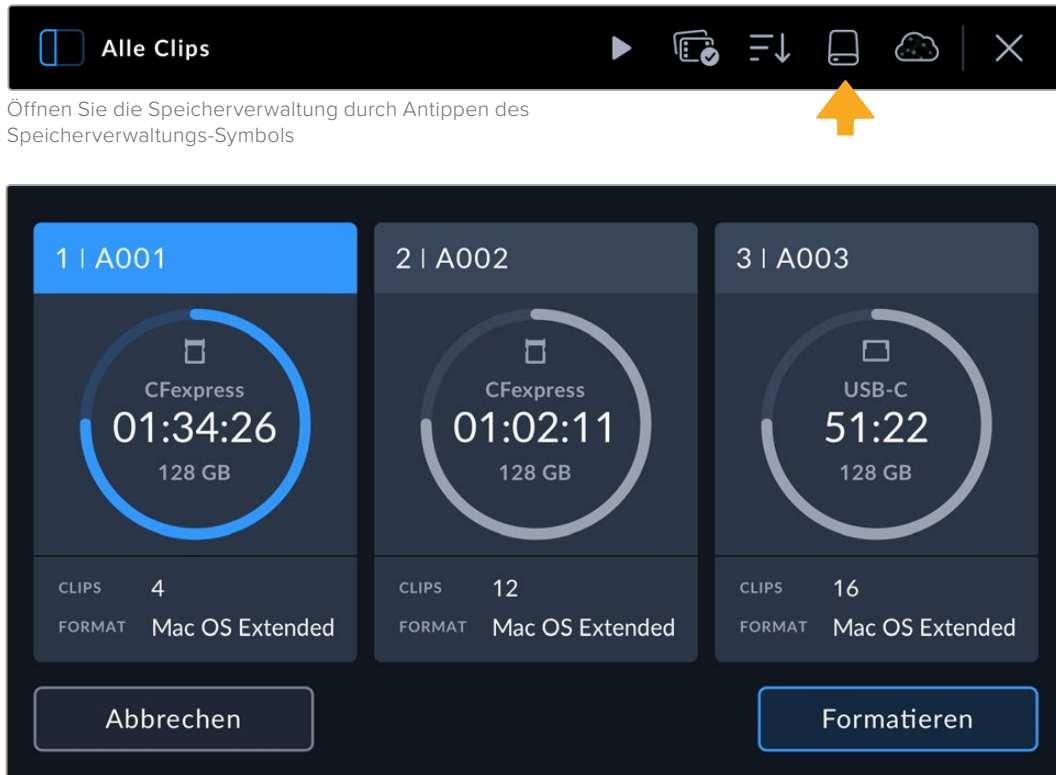 Alle Clips
Öffnen Sie die Speicherverwaltung durch Antippen des
Speicherverwaltungs-Symbols
1 | A001
CFexpress
01:34:26
128 GB
CLIPS 4
FORMAT Mac OS Extended
2 | A002
CFexpress
01:02:11
128 GB
CLIPS 12
FORMAT Mac OS Extended
3 | A003
USB-C
51:22
128 GB
CLIPS 16
FORMAT Mac OS Extended
Abbrechen
Formatieren